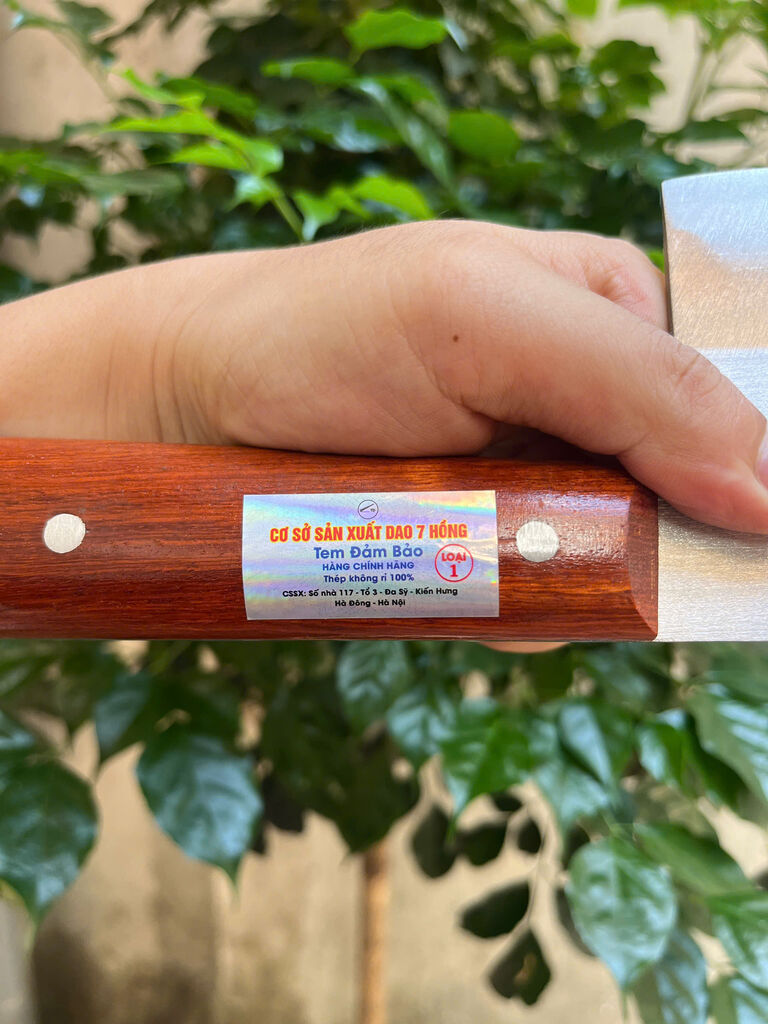 CƠ SỞ SẢN XUẤT DAO 7 HỒNG
Tem Đảm Bảo
HÀNG CHÍNH HÃNG
LOẠI
1
Thép không rỉ 100%
CSSX: Số nhà 117 - Tổ 3 - Đa Sỹ - Kiến Hưng
Hà Đông - Hà Nội